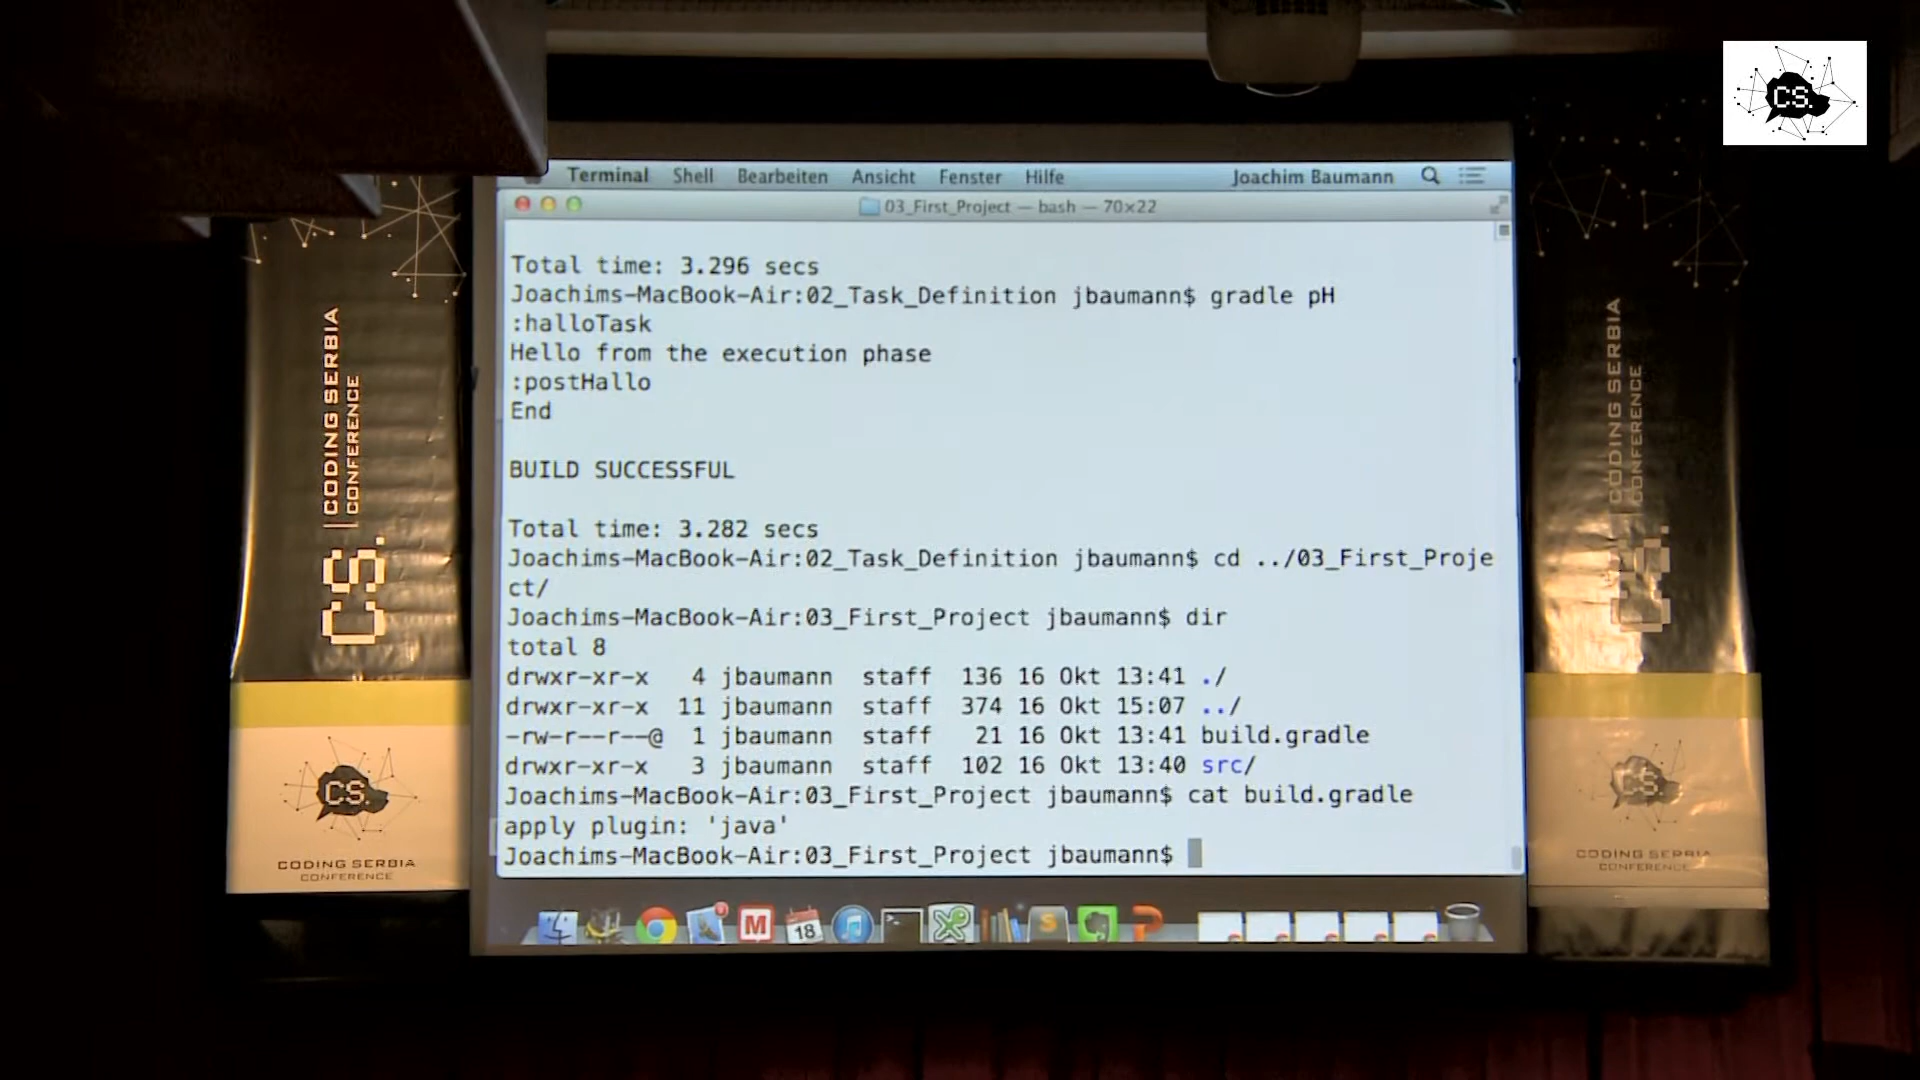 CS.
Terminal Shell Bearbeiten Ansicht Fenster Hilfe Joachim Baumann
03_First_Project — bash — 70×22
Total time: 3.296 secs
Joachims-MacBook-Air:02_Task_Definition jbaumann$ gradle pH
:halloTask
Hello from the execution phase
:postHallo
End
BUILD SUCCESSFUL
Total time: 3.282 secs
Joachims-MacBook-Air:02_Task_Definition jbaumann$ cd ../03_First_Proje
ct/
Joachims-MacBook-Air:03_First_Project jbaumann$ dir
total 8
drwxr-xr-x 4 jbaumann staff 136 16 Okt 13:41 ./
drwxr-xr-x 11 jbaumann staff 374 16 Okt 15:07 ../
-rw-r--r--@ 1 jbaumann staff 21 16 Okt 13:41 build.gradle
drwxr-xr-x 3 jbaumann staff 102 16 Okt 13:40 src/
Joachims-MacBook-Air:03_First_Project jbaumann$ cat build.gradle
apply plugin: 'java'
Joachims-MacBook-Air:03_First_Project jbaumann$
18
CS. | CODING SERBIA
CONFERENCE
CS.
CODING SERBIA
CONFERENCE
CS. | CODING SERBIA
CONFERENCE
CS.
CODING SERBIA
CONFERENCE